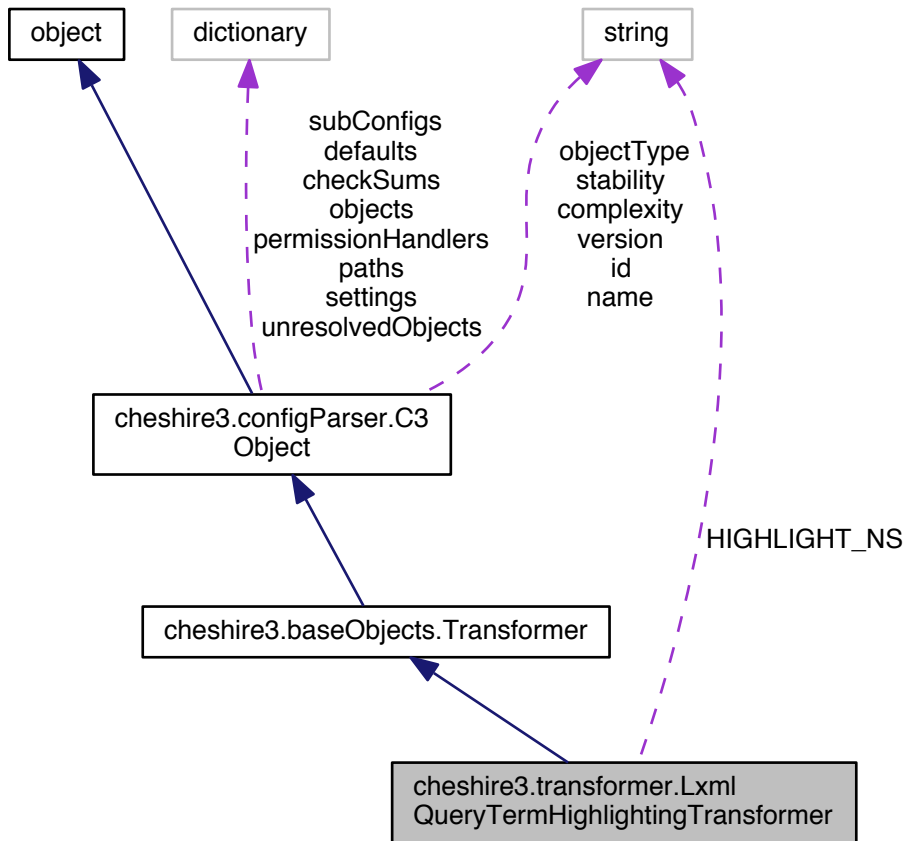 object
dictionary
string
subConfigs
defaults
checkSums
objects
permissionHandlers
paths
settings
unresolvedObjects
objectType
stability
complexity
version
id
name
cheshire3.configParser.C3
Object
HIGHLIGHT_NS
cheshire3.baseObjects.Transformer
cheshire3.transformer.Lxml
QueryTermHighlightingTransformer